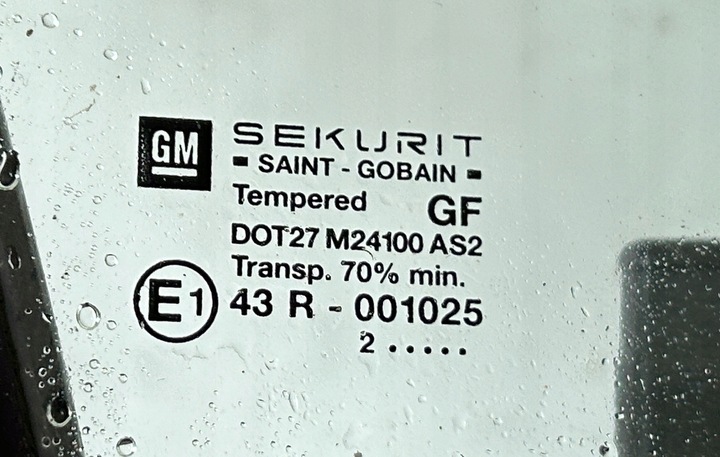 GM
SEKURIT
SAINT - GOBAIN
Tempered GF
DOT27 M24100 AS2
Transp. 70% min.
E1 43 R - 001025
2 .....